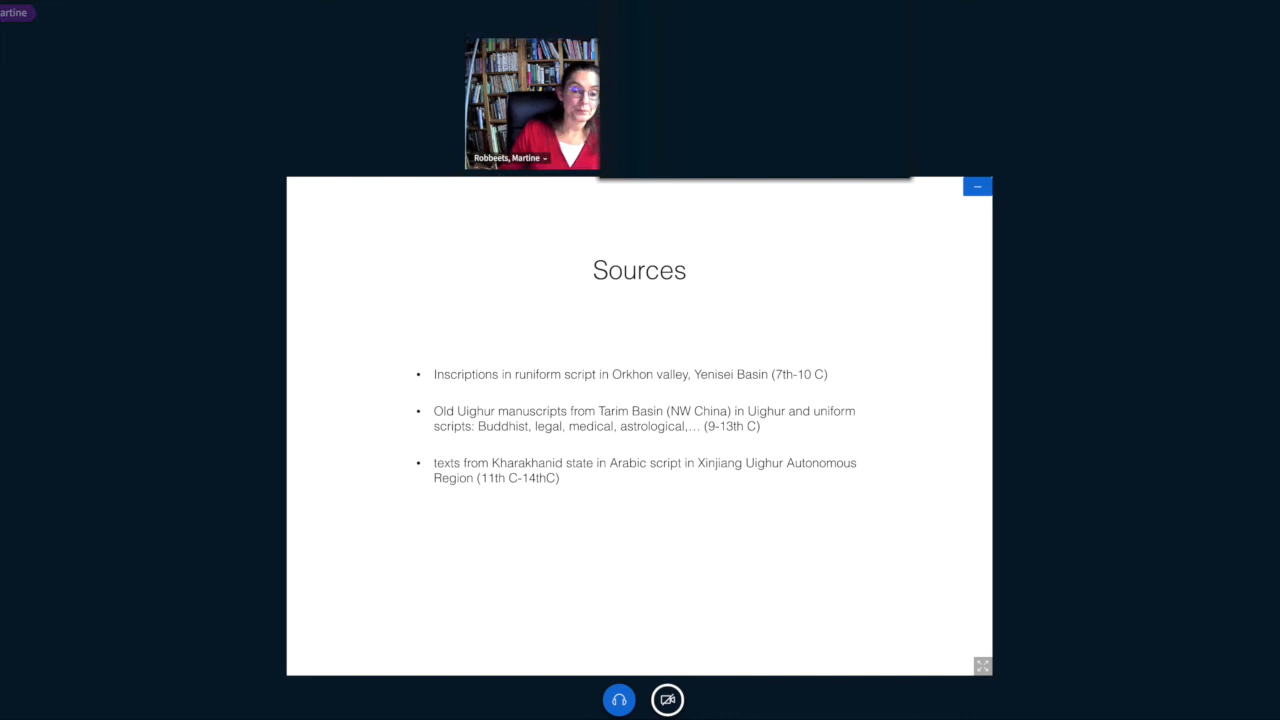 artine
Robbeets, Martine
Sources
• Inscriptions in runiform script in Orkhon valley, Yenisei Basin (7th-10 C)
• Old Uighur manuscripts from Tarim Basin (NW China) in Uighur and uniform
scripts: Buddhist, legal, medical, astrological,… (9-13th C)
• texts from Kharakhanid state in Arabic script in Xinjiang Uighur Autonomous
Region (11th C-14thC)